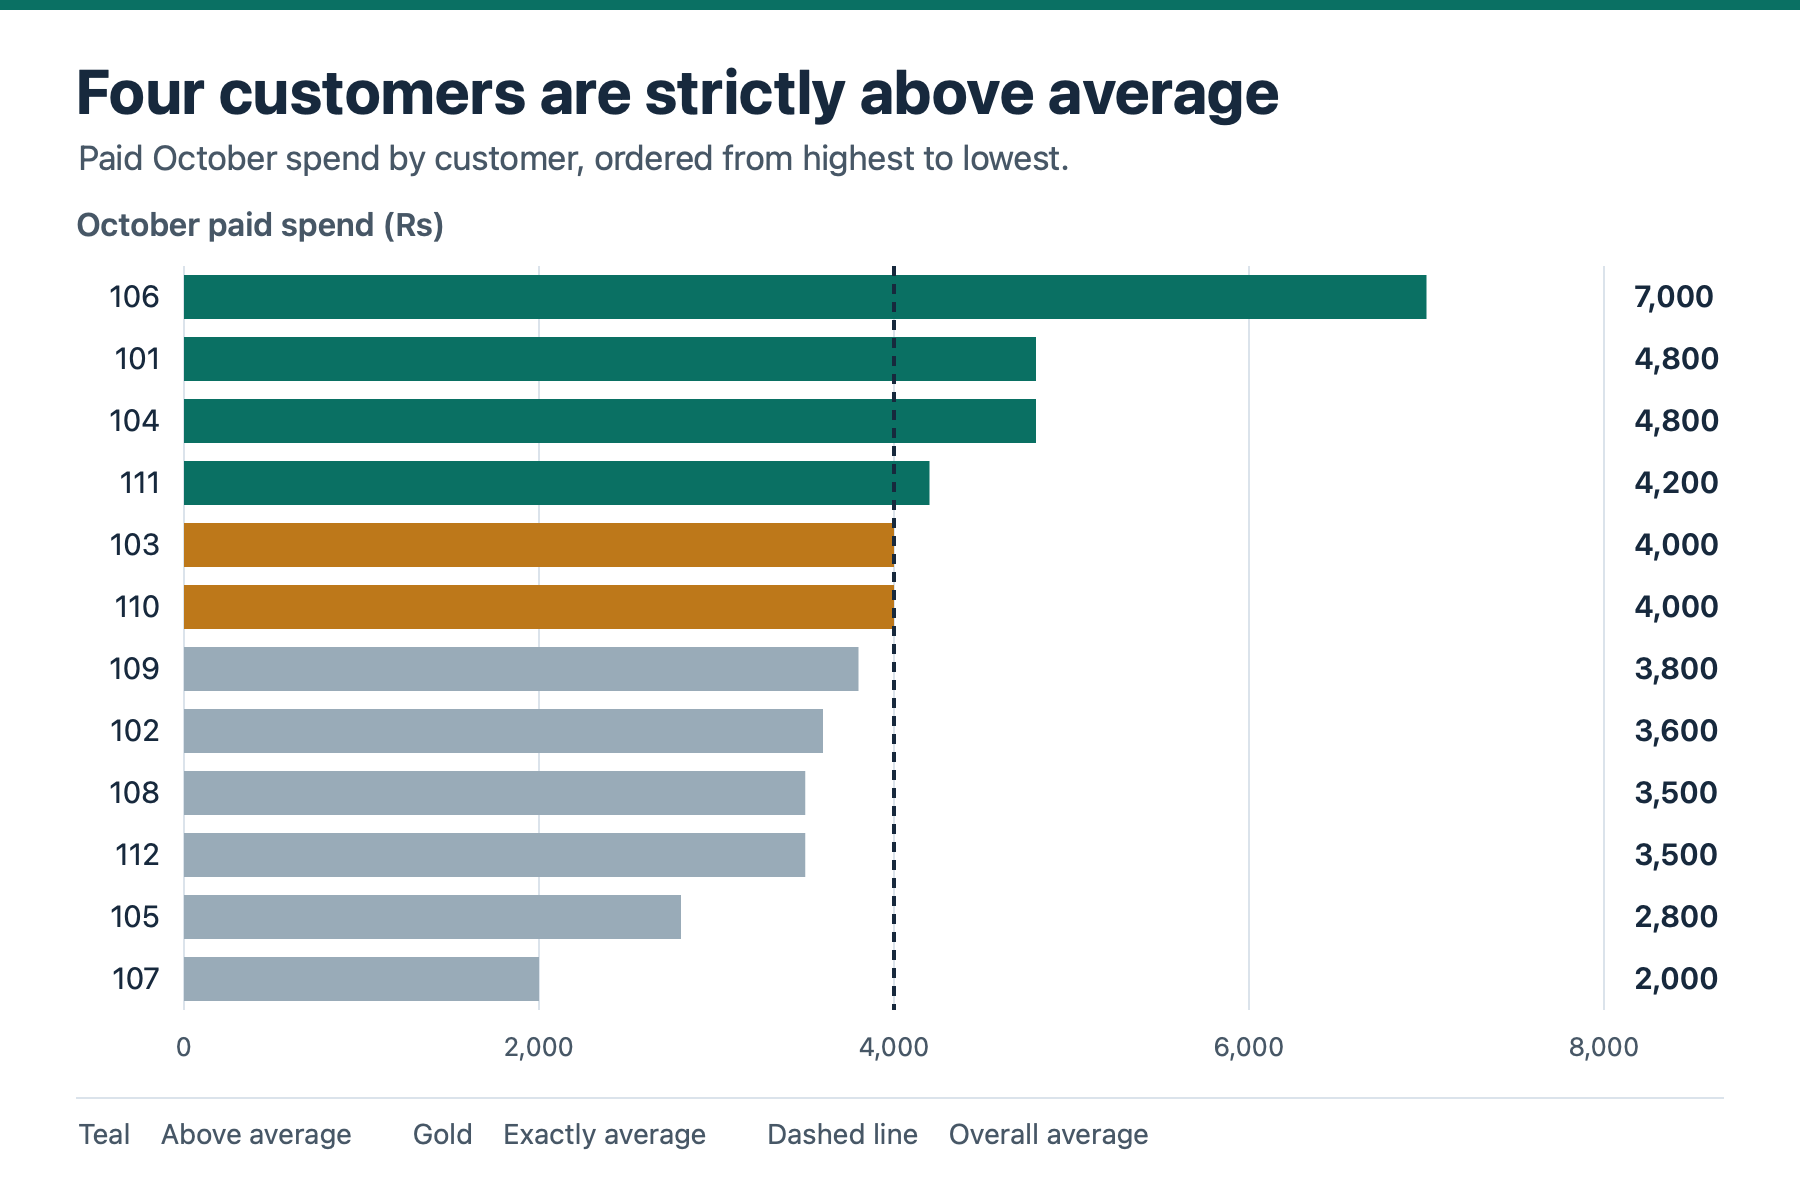 Four customers are strictly above average
Paid October spend by customer, ordered from highest to lowest.
October paid spend (Rs)
106 7,000
101 4,800
104 4,800
111 4,200
103 4,000
110 4,000
109 3,800
102 3,600
108 3,500
112 3,500
105 2,800
107 2,000
0 2,000 4,000 6,000 8,000
Teal Above average Gold Exactly average Dashed line Overall average